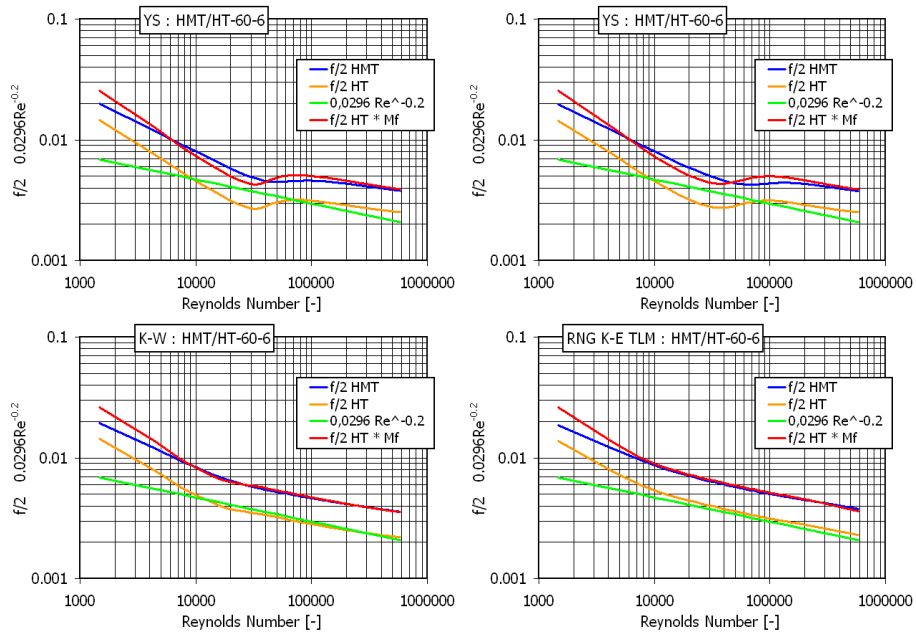 YS : HMT/HT-60-6
0.1
0.01
0.001
f/2 0.0296Re^-0.2
f/2 HMT
f/2 HT
0,0296 Re^-0.2
f/2 HT * Mf
1000 10000 100000 1000000
Reynolds Number [-]
YS : HMT/HT-60-6
0.1
0.01
0.001
f/2 0.0296Re^-0.2
f/2 HMT
f/2 HT
0,0296 Re^-0.2
f/2 HT * Mf
1000 10000 100000 1000000
Reynolds Number [-]
K-W : HMT/HT-60-6
0.1
0.01
0.001
f/2 0.0296Re^-0.2
f/2 HMT
f/2 HT
0,0296 Re^-0.2
f/2 HT * Mf
1000 10000 100000 1000000
Reynolds Number [-]
RNG K-E TLM : HMT/HT-60-6
0.1
0.01
0.001
f/2 0.0296Re^-0.2
f/2 HMT
f/2 HT
0,0296 Re^-0.2
f/2 HT * Mf
1000 10000 100000 1000000
Reynolds Number [-]